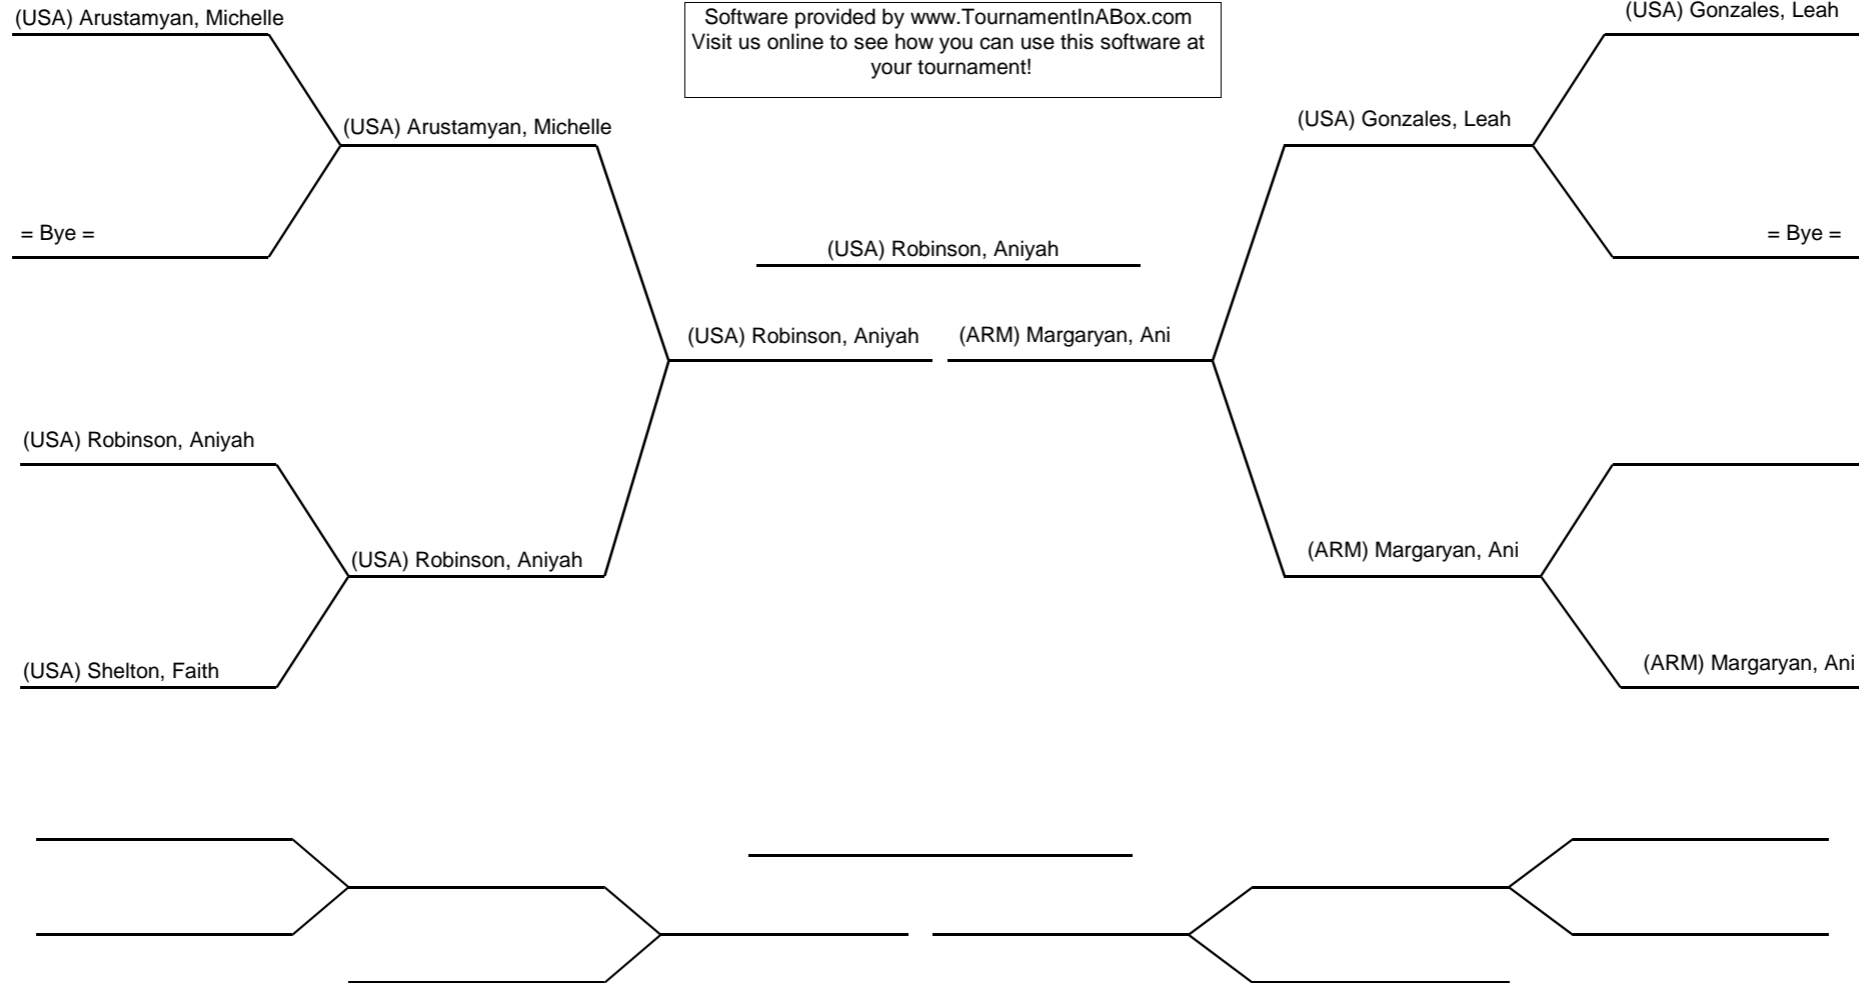 (USA) Arustamyan, Michelle
Software provided by www.TournamentInABox.com
Visit us online to see how you can use this software at
your tournament!
(USA) Gonzales, Leah
(USA) Arustamyan, Michelle
(USA) Gonzales, Leah
= Bye =
(USA) Robinson, Aniyah
= Bye =
(USA) Robinson, Aniyah
(ARM) Margaryan, Ani
(USA) Robinson, Aniyah
(USA) Robinson, Aniyah
(ARM) Margaryan, Ani
(USA) Shelton, Faith
(ARM) Margaryan, Ani